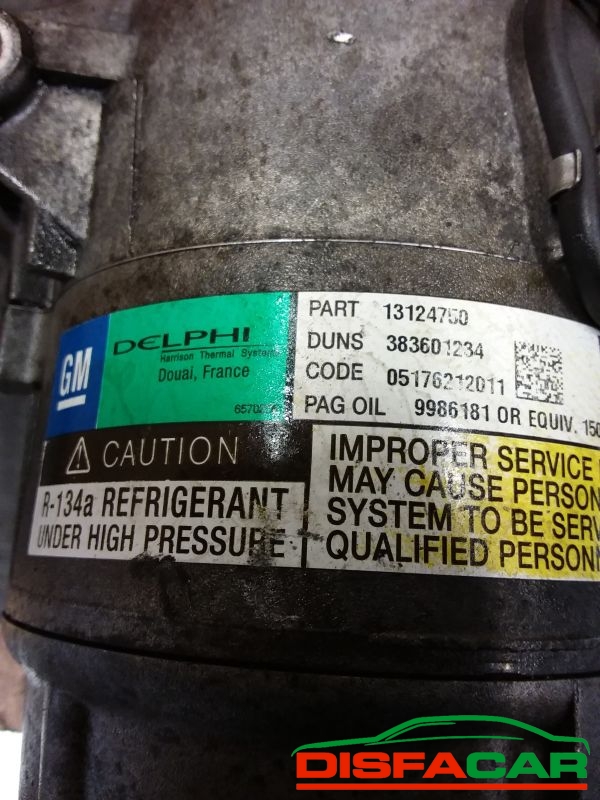 GM
DELPHI
Harrison Thermal Systems
Douai, France
PART 13124750
DUNS 383601234
CODE 05176212011
PAG OIL 9986181 OR EQUIV. 150
CAUTION
R-134a REFRIGERANT
UNDER HIGH PRESSURE
IMPROPER SERVICE
MAY CAUSE PERSON
SYSTEM TO BE SERV
QUALIFIED PERSONN
DISFACAR